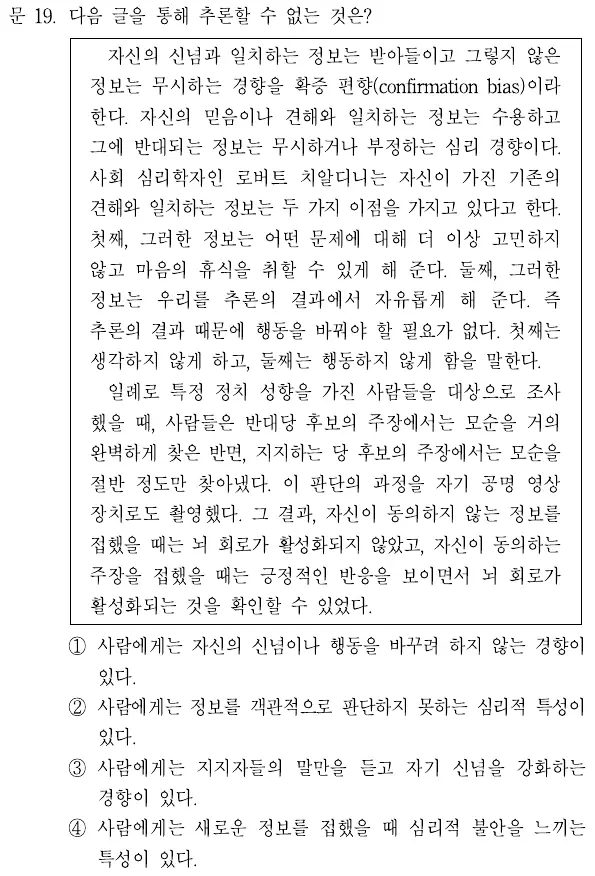 문 19. 다음 글을 통해 추론할 수 없는 것은?
자신의 신념과 일치하는 정보는 받아들이고 그렇지 않은
정보는 무시하는 경향을 확증 편향(confirmation bias)이라
한다. 자신의 믿음이나 견해와 일치하는 정보는 수용하고
그에 반대되는 정보는 무시하거나 부정하는 심리 경향이다.
사회 심리학자인 로버트 치알디니는 자신이 가진 기존의
견해와 일치하는 정보는 두 가지 이점을 가지고 있다고 한다.
첫째, 그러한 정보는 어떤 문제에 대해 더 이상 고민하지
않고 마음의 휴식을 취할 수 있게 해 준다. 둘째, 그러한
정보는 우리를 추론의 결과에서 자유롭게 해 준다. 즉
추론의 결과 때문에 행동을 바꿔야 할 필요가 없다. 첫째는
생각하지 않게 하고, 둘째는 행동하지 않게 함을 말한다.
일례로 특정 정치 성향을 가진 사람들을 대상으로 조사
했을 때, 사람들은 반대당 후보의 주장에서는 모순을 거의
완벽하게 찾은 반면, 지지하는 당 후보의 주장에서는 모순을
절반 정도만 찾아냈다. 이 판단의 과정을 자기 공명 영상
장치로도 촬영했다. 그 결과, 자신이 동의하지 않는 정보를
접했을 때는 뇌 회로가 활성화되지 않았고, 자신이 동의하는
주장을 접했을 때는 긍정적인 반응을 보이면서 뇌 회로가
활성화되는 것을 확인할 수 있었다.
① 사람에게는 자신의 신념이나 행동을 바꾸려 하지 않는 경향이
있다.
② 사람에게는 정보를 객관적으로 판단하지 못하는 심리적 특성이
있다.
③ 사람에게는 지지자들의 말만을 듣고 자기 신념을 강화하는
경향이 있다.
④ 사람에게는 새로운 정보를 접했을 때 심리적 불안을 느끼는
특성이 있다.